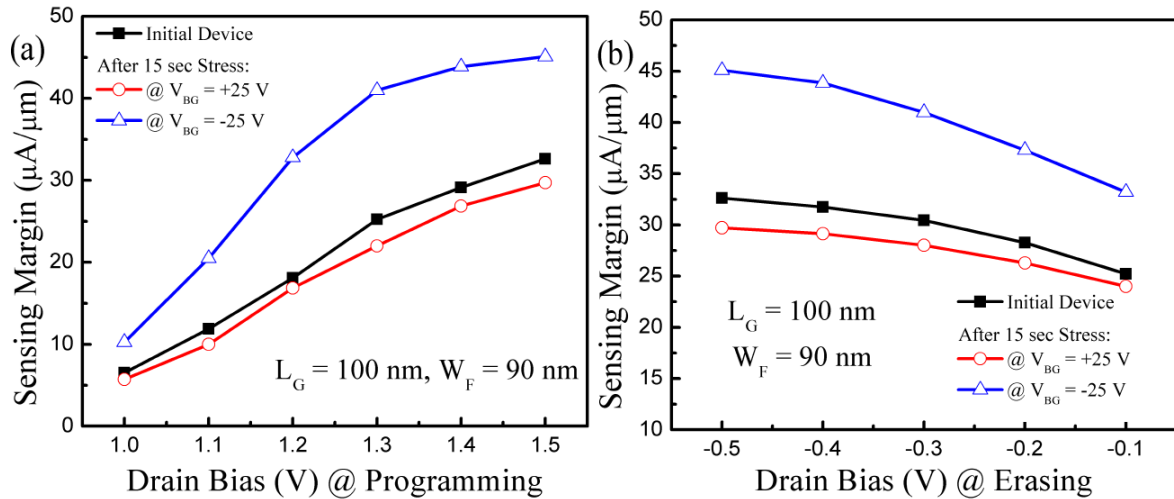 (a)
Initial Device
After 15 sec Stress:
@ V_BG = +25 V
@ V_BG = -25 V
L_G = 100 nm, W_F = 90 nm
Sensing Margin (µA/µm)
50
40
30
20
10
0
1.0 1.1 1.2 1.3 1.4 1.5
Drain Bias (V) @ Programming
(b)
L_G = 100 nm
W_F = 90 nm
Initial Device
After 15 sec Stress:
@ V_BG = +25 V
@ V_BG = -25 V
Sensing Margin (µA/µm)
50
45
40
35
30
25
20
15
10
-0.5 -0.4 -0.3 -0.2 -0.1
Drain Bias (V) @ Erasing